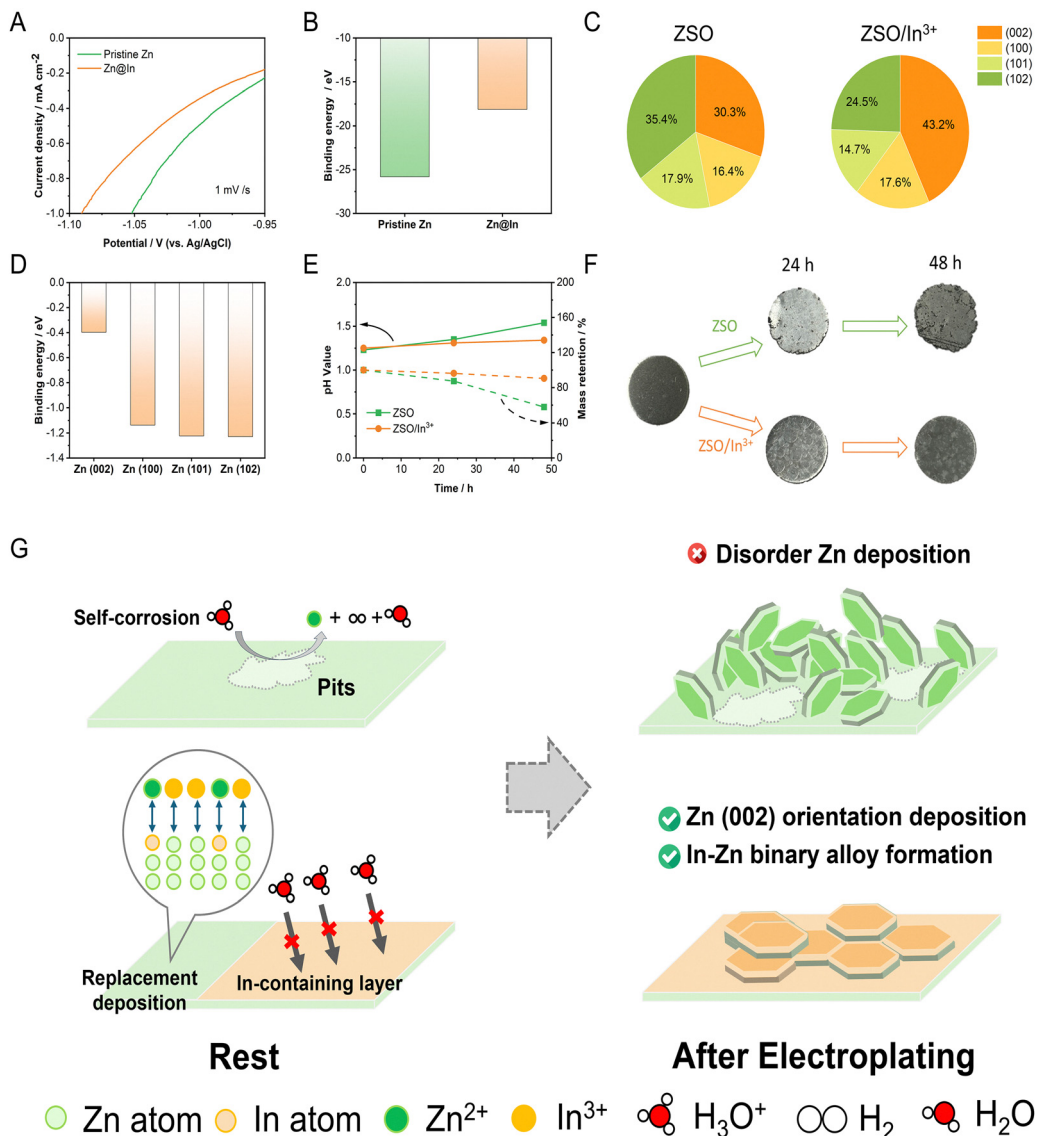 A
Current density / mA cm-2
0.0
-0.2
-0.4
-0.6
-0.8
-1.0
Pristine Zn
Zn@In
1 mV /s
-1.10
-1.05
-1.00
-0.95
Potential / V (vs. Ag/AgCl)
B
Binding energy / eV
-10
-15
-20
-25
-30
Pristine Zn
Zn@In
C
ZSO
35.4%
30.3%
17.9%
16.4%
ZSO/In3+
24.5%
43.2%
14.7%
17.6%
(002)
(100)
(101)
(102)
D
Binding energy / eV
0.0
-0.2
-0.4
-0.6
-0.8
-1.0
-1.2
-1.4
Zn (002)
Zn (100)
Zn (101)
Zn (102)
E
pH Value
2.0
1.5
1.0
0.5
0.0
ZSO
ZSO/In3+
0
10
20
30
40
50
Time / h
200
160
120
80
40
0
Mass retention / %
F
24 h
48 h
ZSO
ZSO/In3+
G
Self-corrosion
+
+
Pits
Replacement
deposition
In-containing layer
Rest
Disorder Zn deposition
Zn (002) orientation deposition
In-Zn binary alloy formation
After Electroplating
Zn atom
In atom
Zn2+
In3+
H3O+
H2
H2O